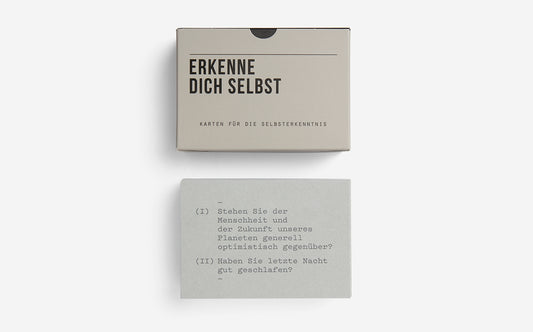 ERKENNE
DICH SELBST
KARTEN FÜR DIE SELBSTERKENNTNIS
—
(I) Stehen Sie der
Menschheit und
der Zukunft unseres
Planeten generell
optimistisch gegenüber?
(II) Haben Sie letzte Nacht
gut geschlafen?
—